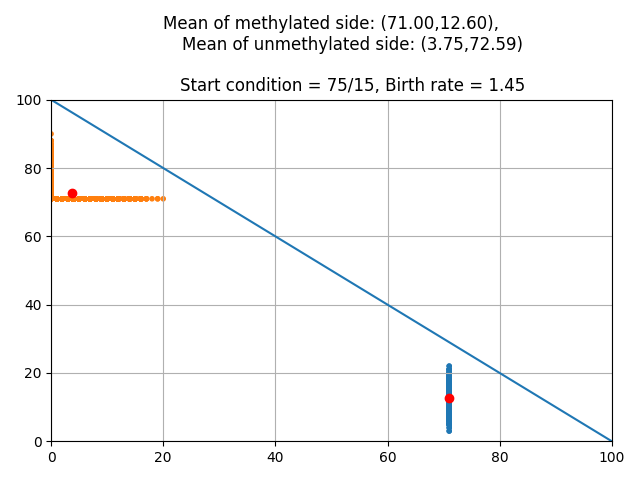 Mean of methylated side: (71.00,12.60),
Mean of unmethylated side: (3.75,72.59)
Start condition = 75/15, Birth rate = 1.45
100
80
60
40
20
0
0 20 40 60 80 100